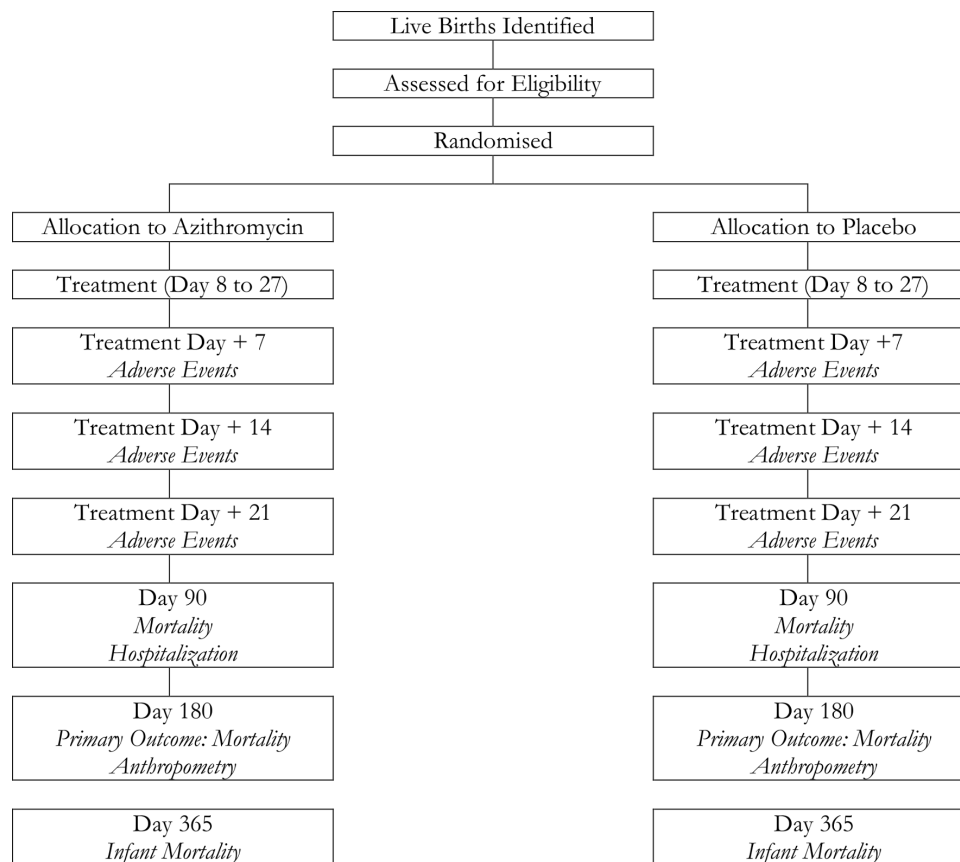 Live Births Identified
Assessed for Eligibility
Randomised
Allocation to Azithromycin
Allocation to Placebo
Treatment (Day 8 to 27)
Treatment (Day 8 to 27)
Treatment Day + 7
Adverse Events
Treatment Day +7
Adverse Events
Treatment Day + 14
Adverse Events
Treatment Day + 14
Adverse Events
Treatment Day + 21
Adverse Events
Treatment Day + 21
Adverse Events
Day 90
Mortality
Hospitalization
Day 90
Mortality
Hospitalization
Day 180
Primary Outcome: Mortality
Anthropometry
Day 180
Primary Outcome: Mortality
Anthropometry
Day 365
Infant Mortality
Day 365
Infant Mortality